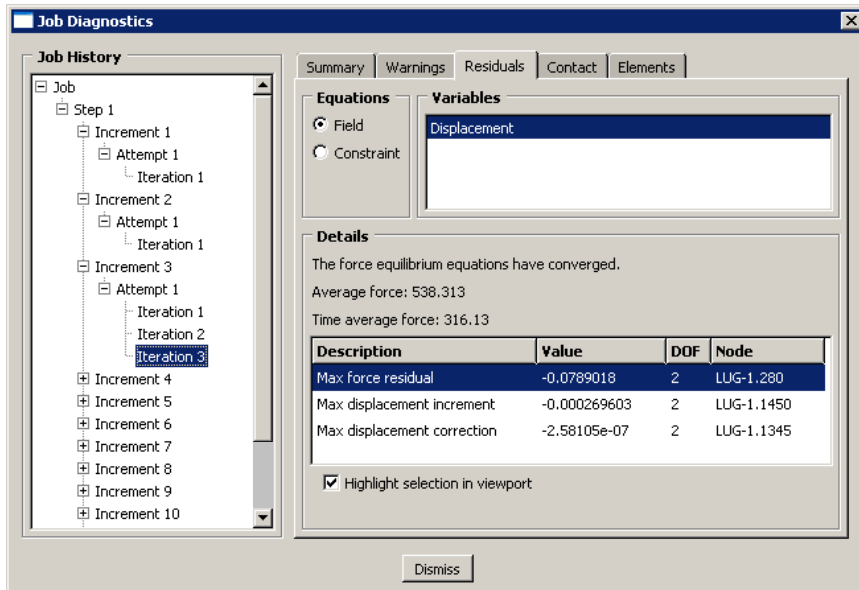 Job Diagnostics
Job History
Job
Step 1
Increment 1
Attempt 1
Iteration 1
Increment 2
Attempt 1
Iteration 1
Increment 3
Attempt 1
Iteration 1
Iteration 2
Iteration 3
Increment 4
Increment 5
Increment 6
Increment 7
Increment 8
Increment 9
Increment 10
Summary Warnings Residuals Contact Elements
Equations
Field
Constraint
Variables
Displacement
Details
The force equilibrium equations have converged.
Average force: 538.313
Time average force: 316.13
Description Value DOF Node
Max force residual -0.0789018 2 LUG-1.280
Max displacement increment -0.000269603 2 LUG-1.1450
Max displacement correction -2.58105e-07 2 LUG-1.1345
Highlight selection in viewport
Dismiss